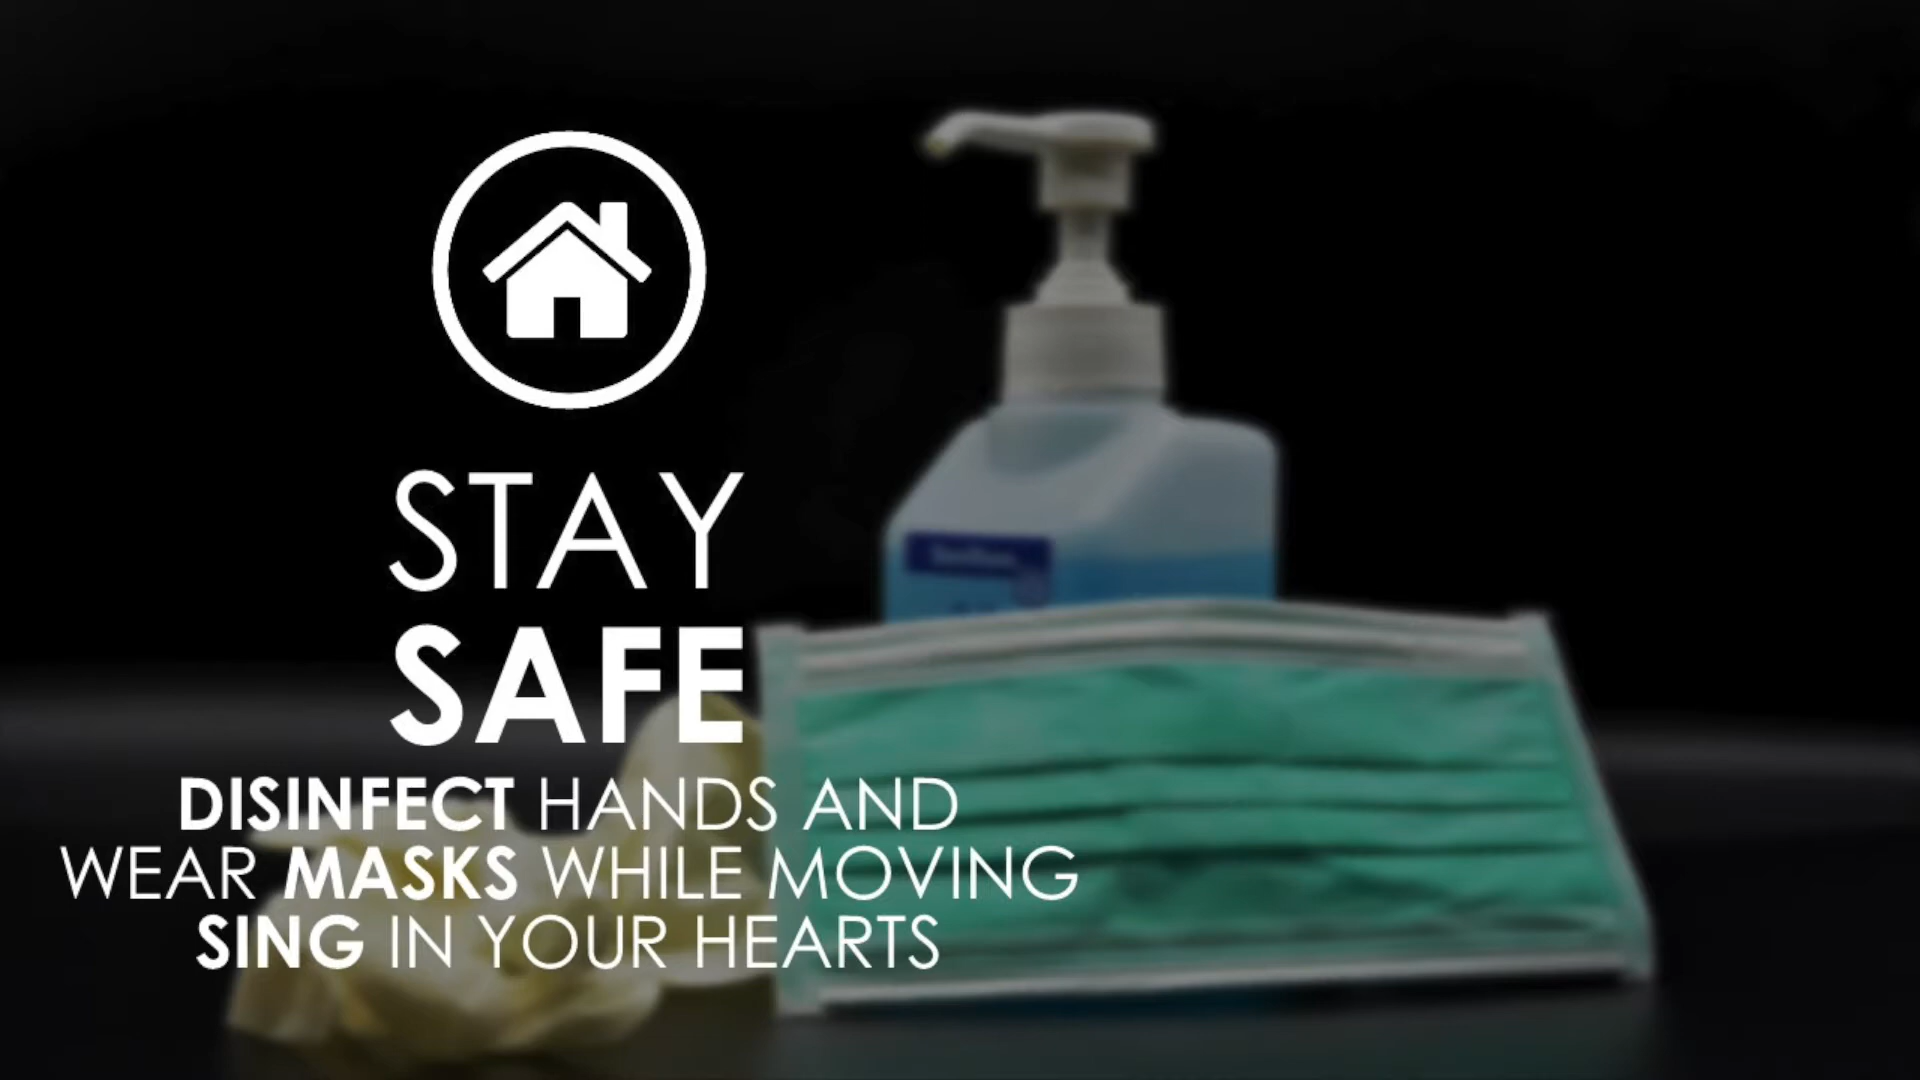 STAY
SAFE
DISINFECT HANDS AND
WEAR MASKS WHILE MOVING
SING IN YOUR HEARTS